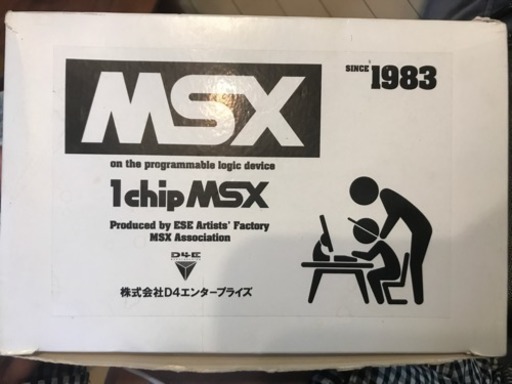 MSX
SINCE 1983
on the programmable logic device
1chipMSX
Produced by ESE Artists' Factory
MSX Association
D4E
株式会社D4エンタープライズ